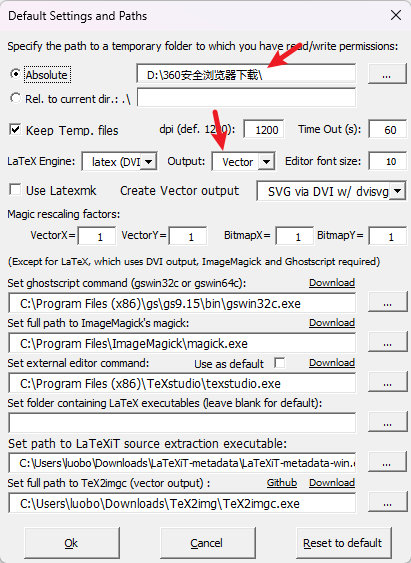 Default Settings and Paths
Specify the path to a temporary folder to which you have read/write permissions:
Absolute D:\360安全浏览器下载\ ...
Rel. to current dir.: .\
Keep Temp. files dpi (def. 1200): 1200 Time Out (s): 60
LaTeX Engine: latex (DVI Output: Vector Editor font size: 10
Use Latexmk Create Vector output SVG via DVI w/ dvisvg
Magic rescaling factors:
VectorX= 1 VectorY= 1 BitmapX= 1 BitmapY= 1
(Except for LaTeX, which uses DVI output, ImageMagick and Ghostscript required)
Set ghostscript command (gswin32c or gswin64c): Download
C:\Program Files (x86)\gs\gs9.15\bin\gswin32c.exe ...
Set full path to ImageMagick's magick: Download
C:\Program Files\ImageMagick\magick.exe ...
Set external editor command: Use as default Download
C:\Program Files (x86)\TeXstudio\texstudio.exe ...
Set folder containing LaTeX executables (leave blank for default):
...
Set path to LaTeXiT source extraction executable:
C:\Users\luobo\Downloads\LaTeXiT-metadata\LaTeXiT-metadata-win. ...
Set full path to TeX2imgc (vector output) : Github Download
C:\Users\luobo\Downloads\TeX2img\TeX2imgc.exe ...
Ok Cancel Reset to default